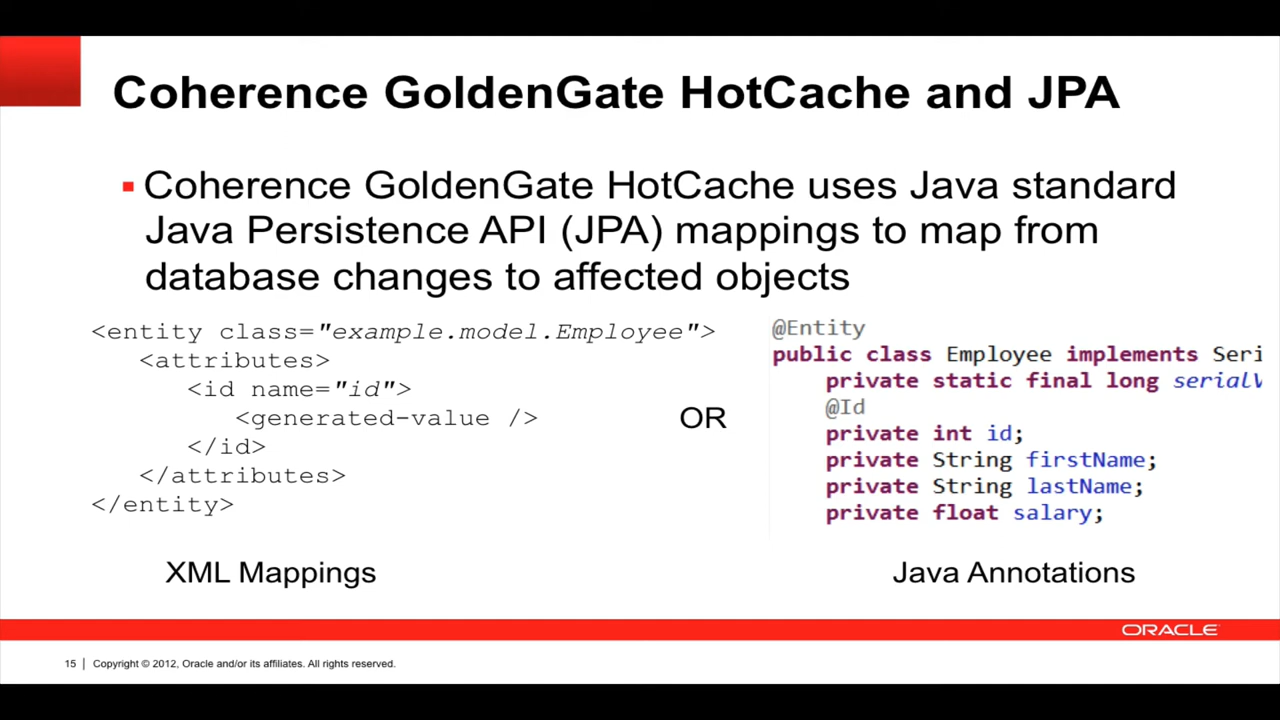 Coherence GoldenGate HotCache and JPA
▪ Coherence GoldenGate HotCache uses Java standard
Java Persistence API (JPA) mappings to map from
database changes to affected objects
<entity class="example.model.Employee">
<attributes>
<id name="id">
<generated-value />
</id>
</attributes>
</entity>
XML Mappings
OR
@Entity
public class Employee implements Seri
private static final long serialV
@Id
private int id;
private String firstName;
private String lastName;
private float salary;
Java Annotations
ORACLE
15 | Copyright © 2012, Oracle and/or its affiliates. All rights reserved.